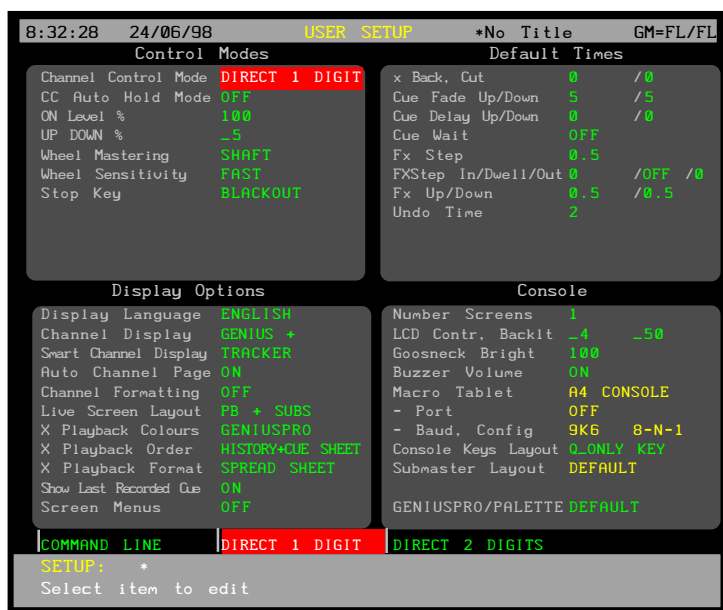 8:32:28 24/06/98 USER SETUP *No Title GM=FL/FL
Control Modes
Channel Control Mode DIRECT 1 DIGIT
CC Auto Hold Mode OFF
ON Level % 100
UP DOWN % _5
Wheel Mastering SHAFT
Wheel Sensitivity FAST
Stop Key BLACKOUT
Default Times
x Back, Cut 0 /0
Cue Fade Up/Down 5 /5
Cue Delay Up/Down 0 /0
Cue Wait OFF
Fx Step 0.5
FXStep In/Dwell/Out 0 /OFF /0
Fx Up/Down 0.5 /0.5
Undo Time 2
Display Options
Display Language ENGLISH
Channel Display GENIUS +
Smart Channel Display TRACKER
Auto Channel Page ON
Channel Formatting OFF
Live Screen Layout PB + SUBS
X Playback Colours GENIUSPRO
X Playback Order HISTORY+CUE SHEET
X Playback Format SPREAD SHEET
Show Last Recorded Cue ON
Screen Menus OFF
Console
Number Screens 1
LCD Contr, Backlt _4 _50
Goosneck Bright 100
Buzzer Volume ON
Macro Tablet A4 CONSOLE
- Port OFF
- Baud, Config 9K6 8-N-1
Console Keys Layout Q_ONLY KEY
Submaster Layout DEFAULT
GENIUSPRO/PALETTE DEFAULT
COMMAND LINE DIRECT 1 DIGIT DIRECT 2 DIGITS
SETUP: *
Select item to edit